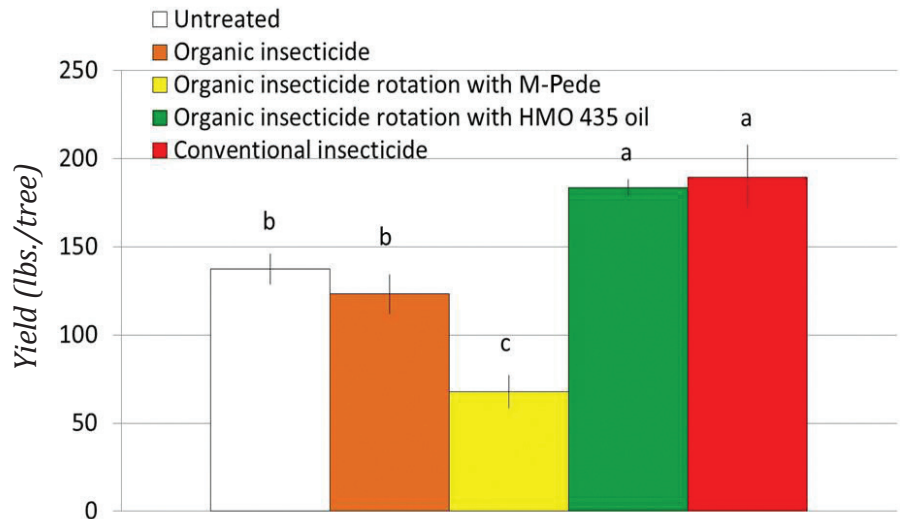 Untreated
Organic insecticide
Organic insecticide rotation with M-Pede
Organic insecticide rotation with HMO 435 oil
Conventional insecticide
Yield (lbs./tree)
250
200
150
100
50
0
b
b
c
a
a